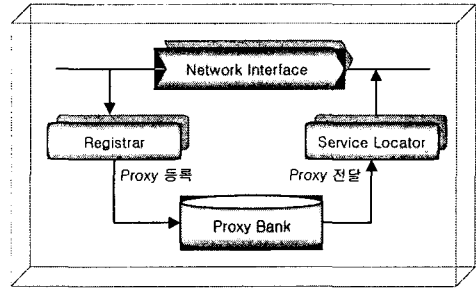 Network Interface
Registrar
Service Locator
Proxy 등록
Proxy 전달
Proxy Bank